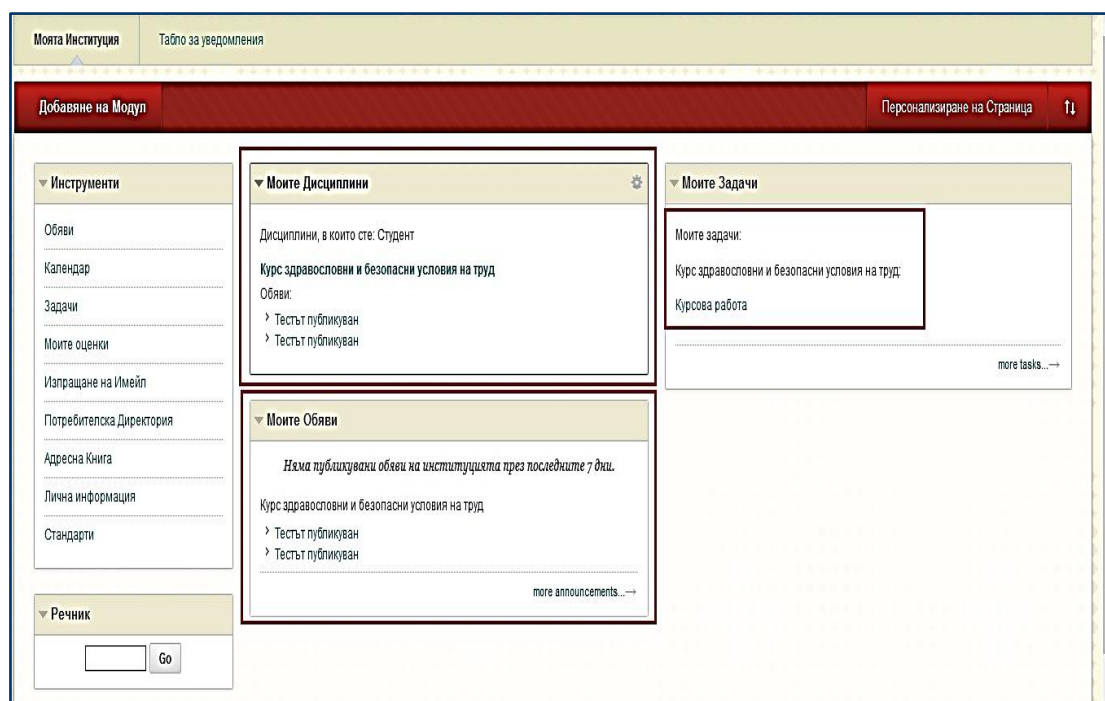 Моята Институция
Табло за уведомления
Добавяне на Модул
Персонализиране на Страница
Инструменти
Обяви
Календар
Задачи
Моите оценки
Изпращане на Имейл
Потребителска Директория
Адресна Книга
Лична информация
Стандарти
Речник
Go
Моите Дисциплини
Дисциплини, в които сте: Студент
Курс здравословни и безопасни условия на труд
Обяви:
Тестът публикуван
Тестът публикуван
Моите Обяви
Няма публикувани обяви на институцията през последните 7 дни.
Курс здравословни и безопасни условия на труд
Тестът публикуван
Тестът публикуван
more announcements...→
Моите Задачи
Моите задачи:
Курс здравословни и безопасни условия на труд:
Курсова работа
more tasks...→